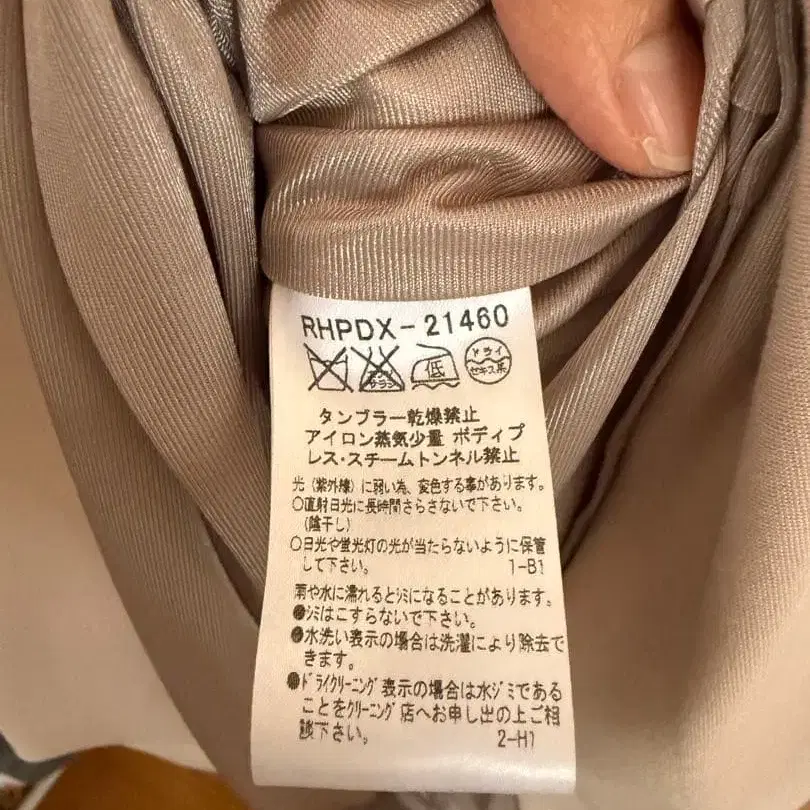 RHPDX-21460
エンソ サラシ 低 ドライ セキユ系
タンブラー乾燥禁止
アイロン蒸気少量 ボディプ
レス・スチームトンネル禁止
光(紫外線)に弱い為、変色する事があります。
○直射日光に長時間さらさないで下さい。
(陰干し)
○日光や蛍光灯の光が当たらないように保管
して下さい。 1-B1
雨や水に濡れるとシミになることがあります。
●シミはこすらないで下さい。
●水洗い表示の場合は洗濯により除去で
きます。
●ドライクリーニング表示の場合は水ジミである
ことをクリーニング店へお申し出の上ご相
談下さい。 2-H1